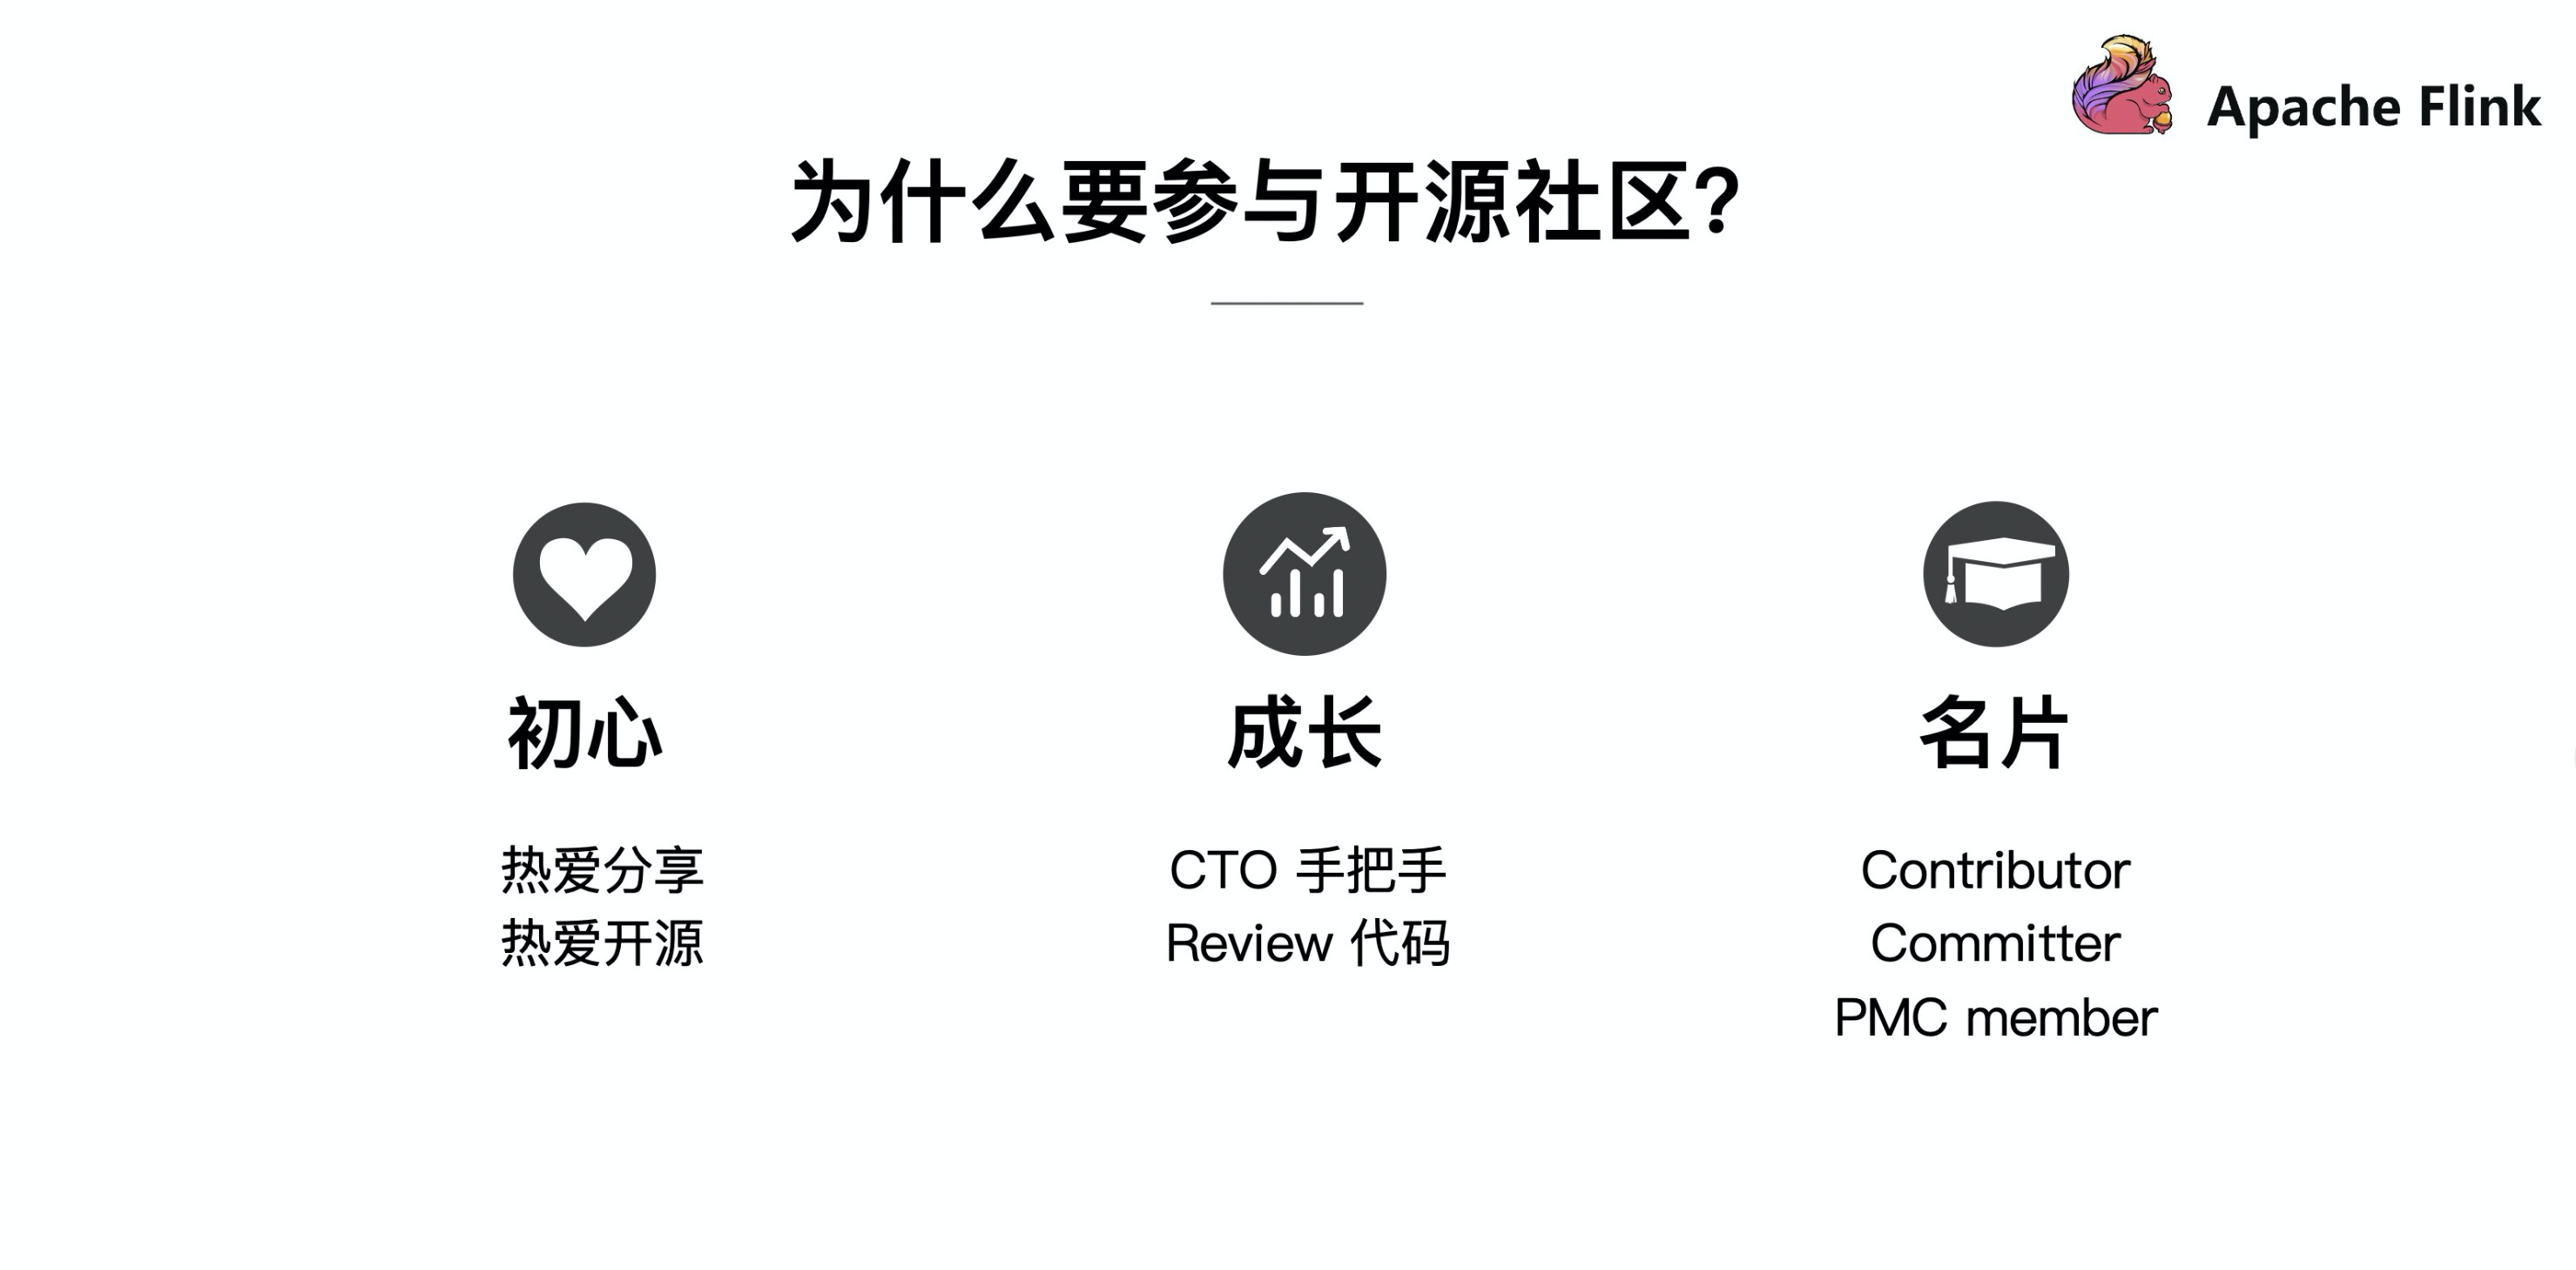 Apache Flink
为什么要参与开源社区?
初心
热爱分享
热爱开源
成长
CTO 手把手
Review 代码
名片
Contributor
Committer
PMC member